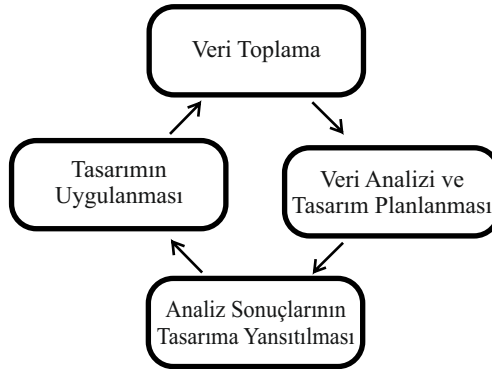 Veri Toplama
Tasarımın
Uygulanması
Veri Analizi ve
Tasarım Planlanması
Analiz Sonuçlarının
Tasarıma Yansıtılması